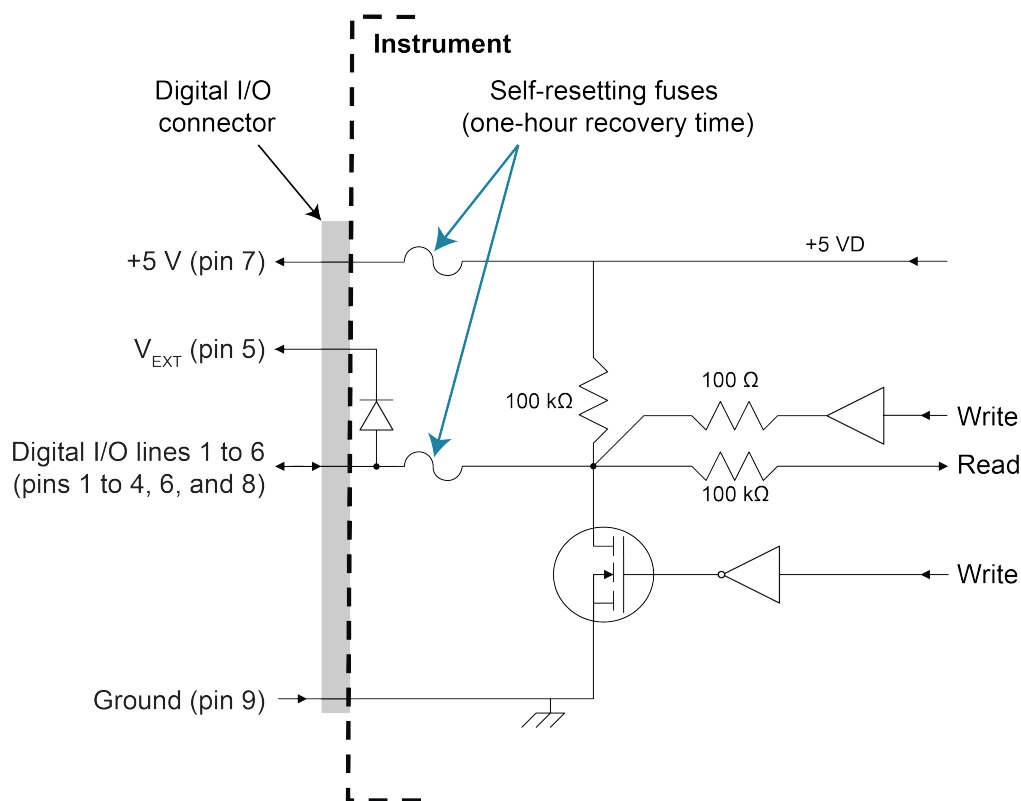 Instrument
Digital I/O
connector
Self-resetting fuses
(one-hour recovery time)
+5 V (pin 7)
+5 VD
V_EXT (pin 5)
100 kΩ
100 Ω
Write
Digital I/O lines 1 to 6
(pins 1 to 4, 6, and 8)
Read
100 kΩ
Write
Ground (pin 9)